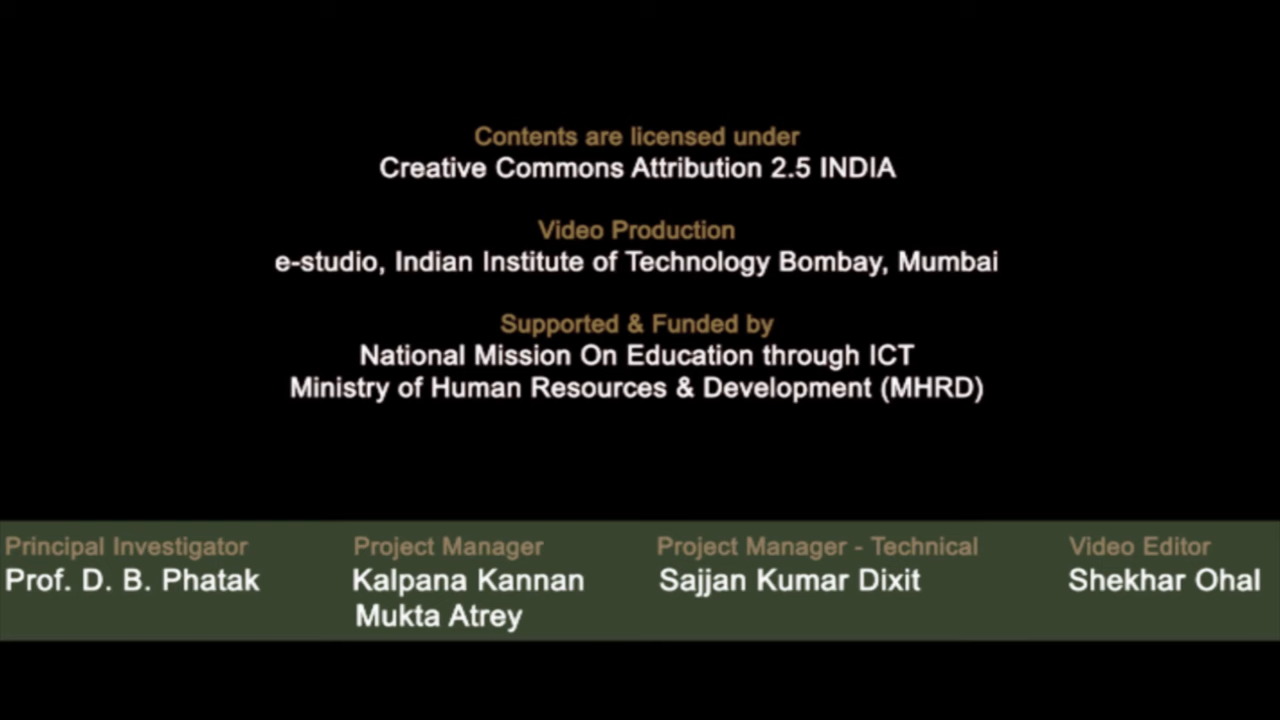 Contents are licensed under
Creative Commons Attribution 2.5 INDIA
Video Production
e-studio, Indian Institute of Technology Bombay, Mumbai
Supported & Funded by
National Mission On Education through ICT
Ministry of Human Resources & Development (MHRD)
Principal Investigator
Prof. D. B. Phatak
Project Manager
Kalpana Kannan
Mukta Atrey
Project Manager - Technical
Sajjan Kumar Dixit
Video Editor
Shekhar Ohal